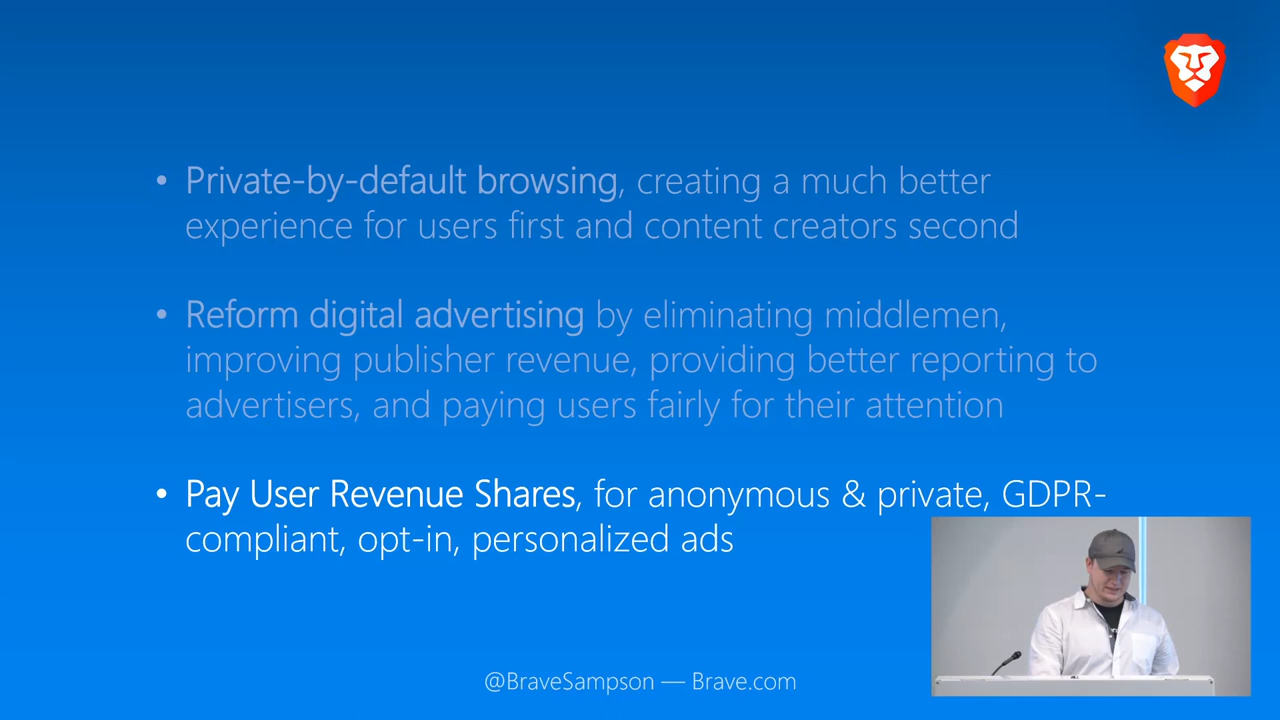 • Private-by-default browsing, creating a much better
experience for users first and content creators second
• Reform digital advertising by eliminating middlemen,
improving publisher revenue, providing better reporting to
advertisers, and paying users fairly for their attention
• Pay User Revenue Shares, for anonymous & private, GDPR-
compliant, opt-in, personalized ads
@BraveSampson — Brave.com